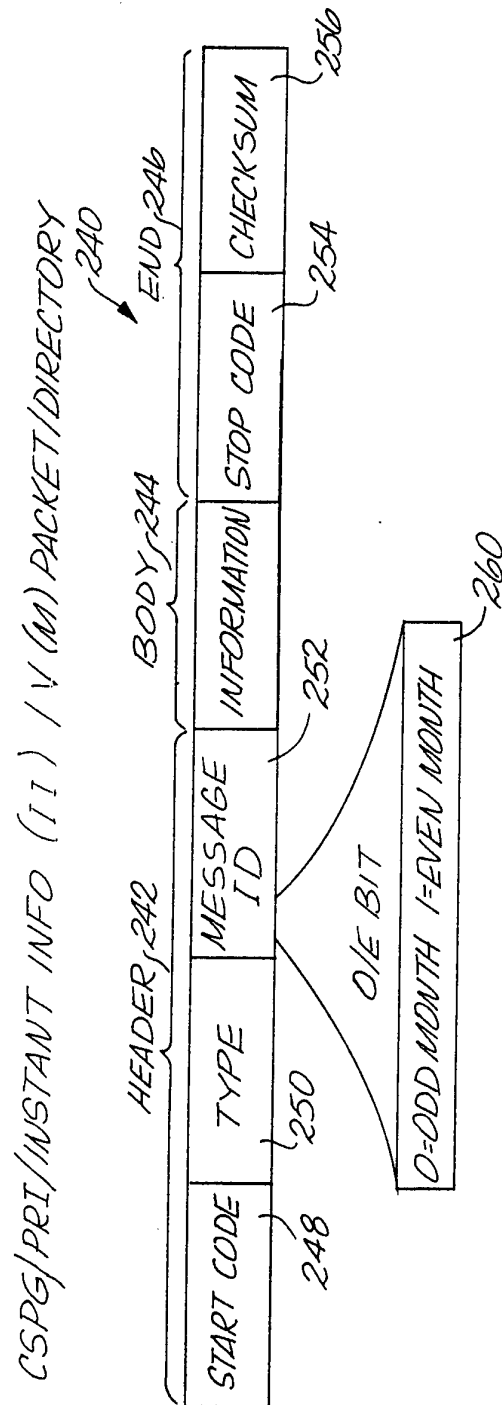 CSPG/PRI/INSTANT INFO (II) / V (M) PACKET/DIRECTORY
240
HEADER, 242
BODY, 244
END, 246
START CODE
TYPE
MESSAGE
ID
INFORMATION
STOP CODE
CHECKSUM
248
250
252
254
256
O/E BIT
0=ODD MONTH 1=EVEN MONTH
260